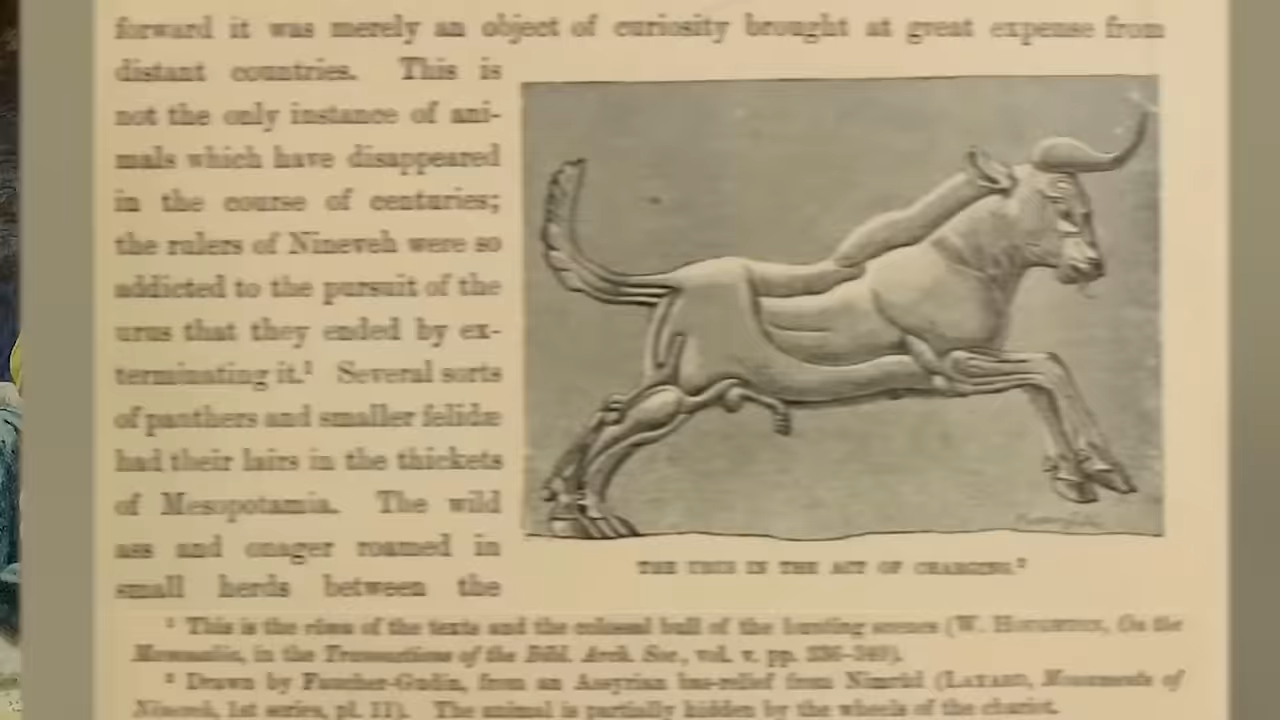 forward it was merely an object of curiosity brought at great expense from
distant countries. This is
not the only instance of ani-
mals which have disappeared
in the course of centuries;
the rulers of Nineveh were so
addicted to the pursuit of the
urus that they ended by ex-
terminating it.¹ Several sorts
of panthers and smaller felidæ
had their lairs in the thickets
of Mesopotamia. The wild
ass and onager roamed in
small herds between the
THE URUS IN THE ACT OF CHARGING.²
¹ This is the rîmu of the texts and the colossal bull of the hunting scenes (W. HOUGHTON, On the
Mammalia, in the Transactions of the Bibl. Arch. Soc., vol. v. pp. 336-340).
² Drawn by Faucher-Gudin, from an Assyrian bas-relief from Nimrûd (LAYARD, Monuments of
Nineveh, 1st series, pl. 11). The animal is partially hidden by the wheels of the chariot.